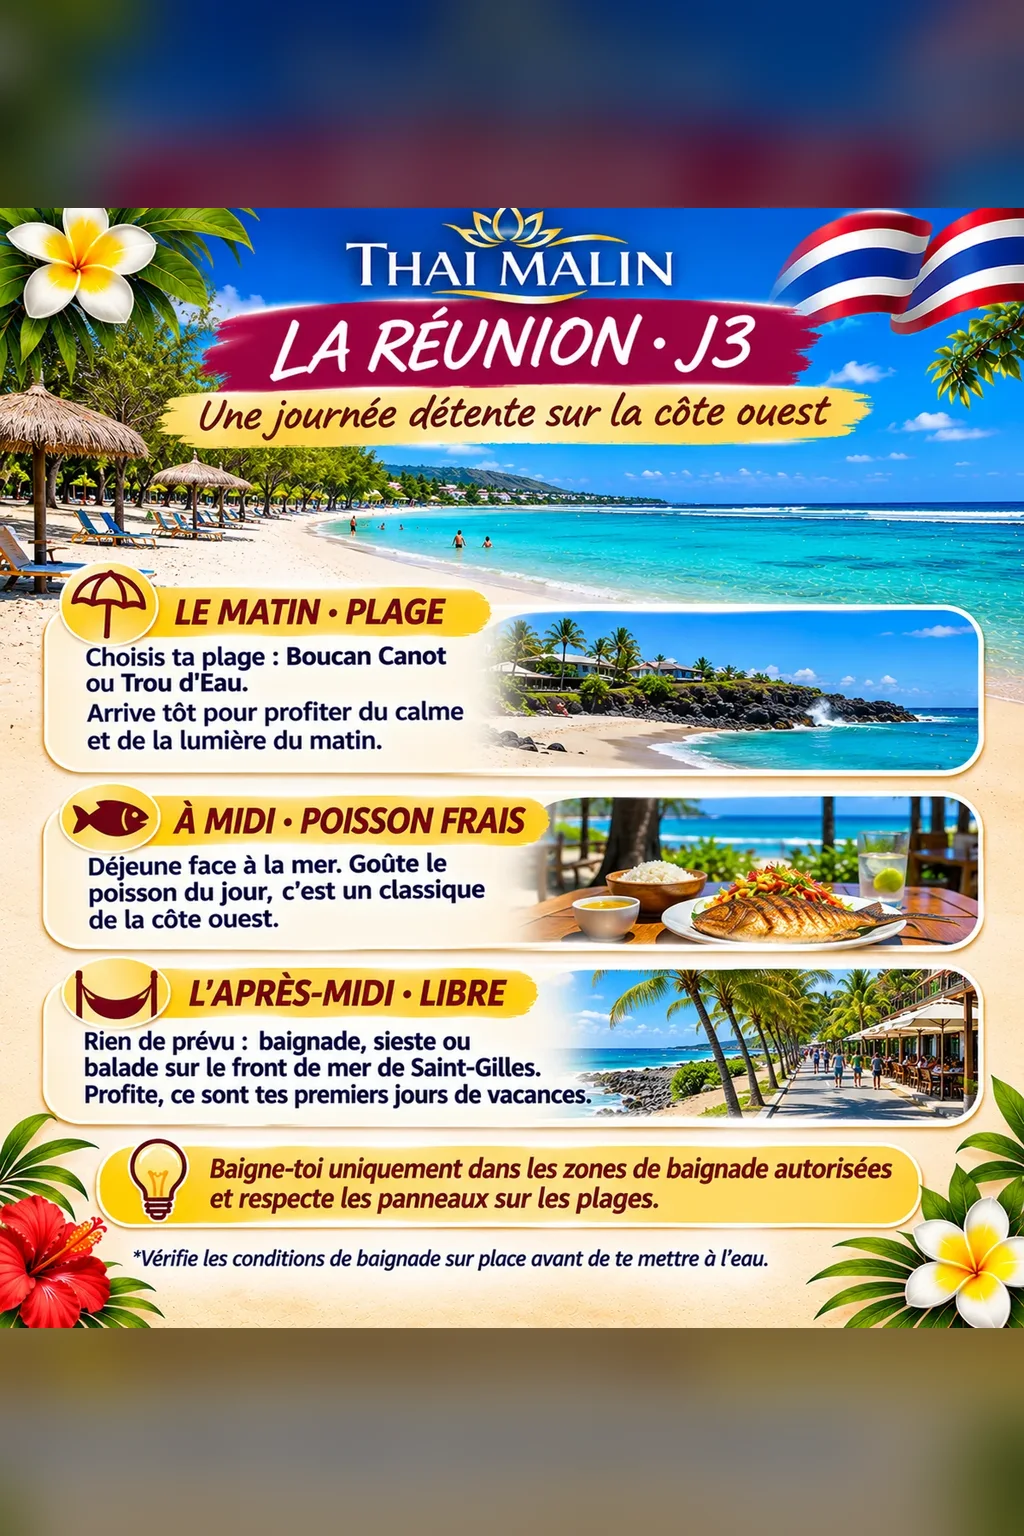 THAI MALIN
LA RÉUNION • J3
Une journée détente sur la côte ouest
LE MATIN • PLAGE
Choisis ta plage : Boucan Canot
ou Trou d'Eau.
Arrive tôt pour profiter du calme
et de la lumière du matin.
À MIDI • POISSON FRAIS
Déjeune face à la mer. Goûte le
poisson du jour, c'est un classique
de la côte ouest.
L'APRÈS-MIDI • LIBRE
Rien de prévu : baignade, sieste ou
balade sur le front de mer de Saint-Gilles.
Profite, ce sont tes premiers jours de vacances.
Baigne-toi uniquement dans les zones de baignade autorisées
et respecte les panneaux sur les plages.
*Vérifie les conditions de baignade sur place avant de te mettre à l'eau.